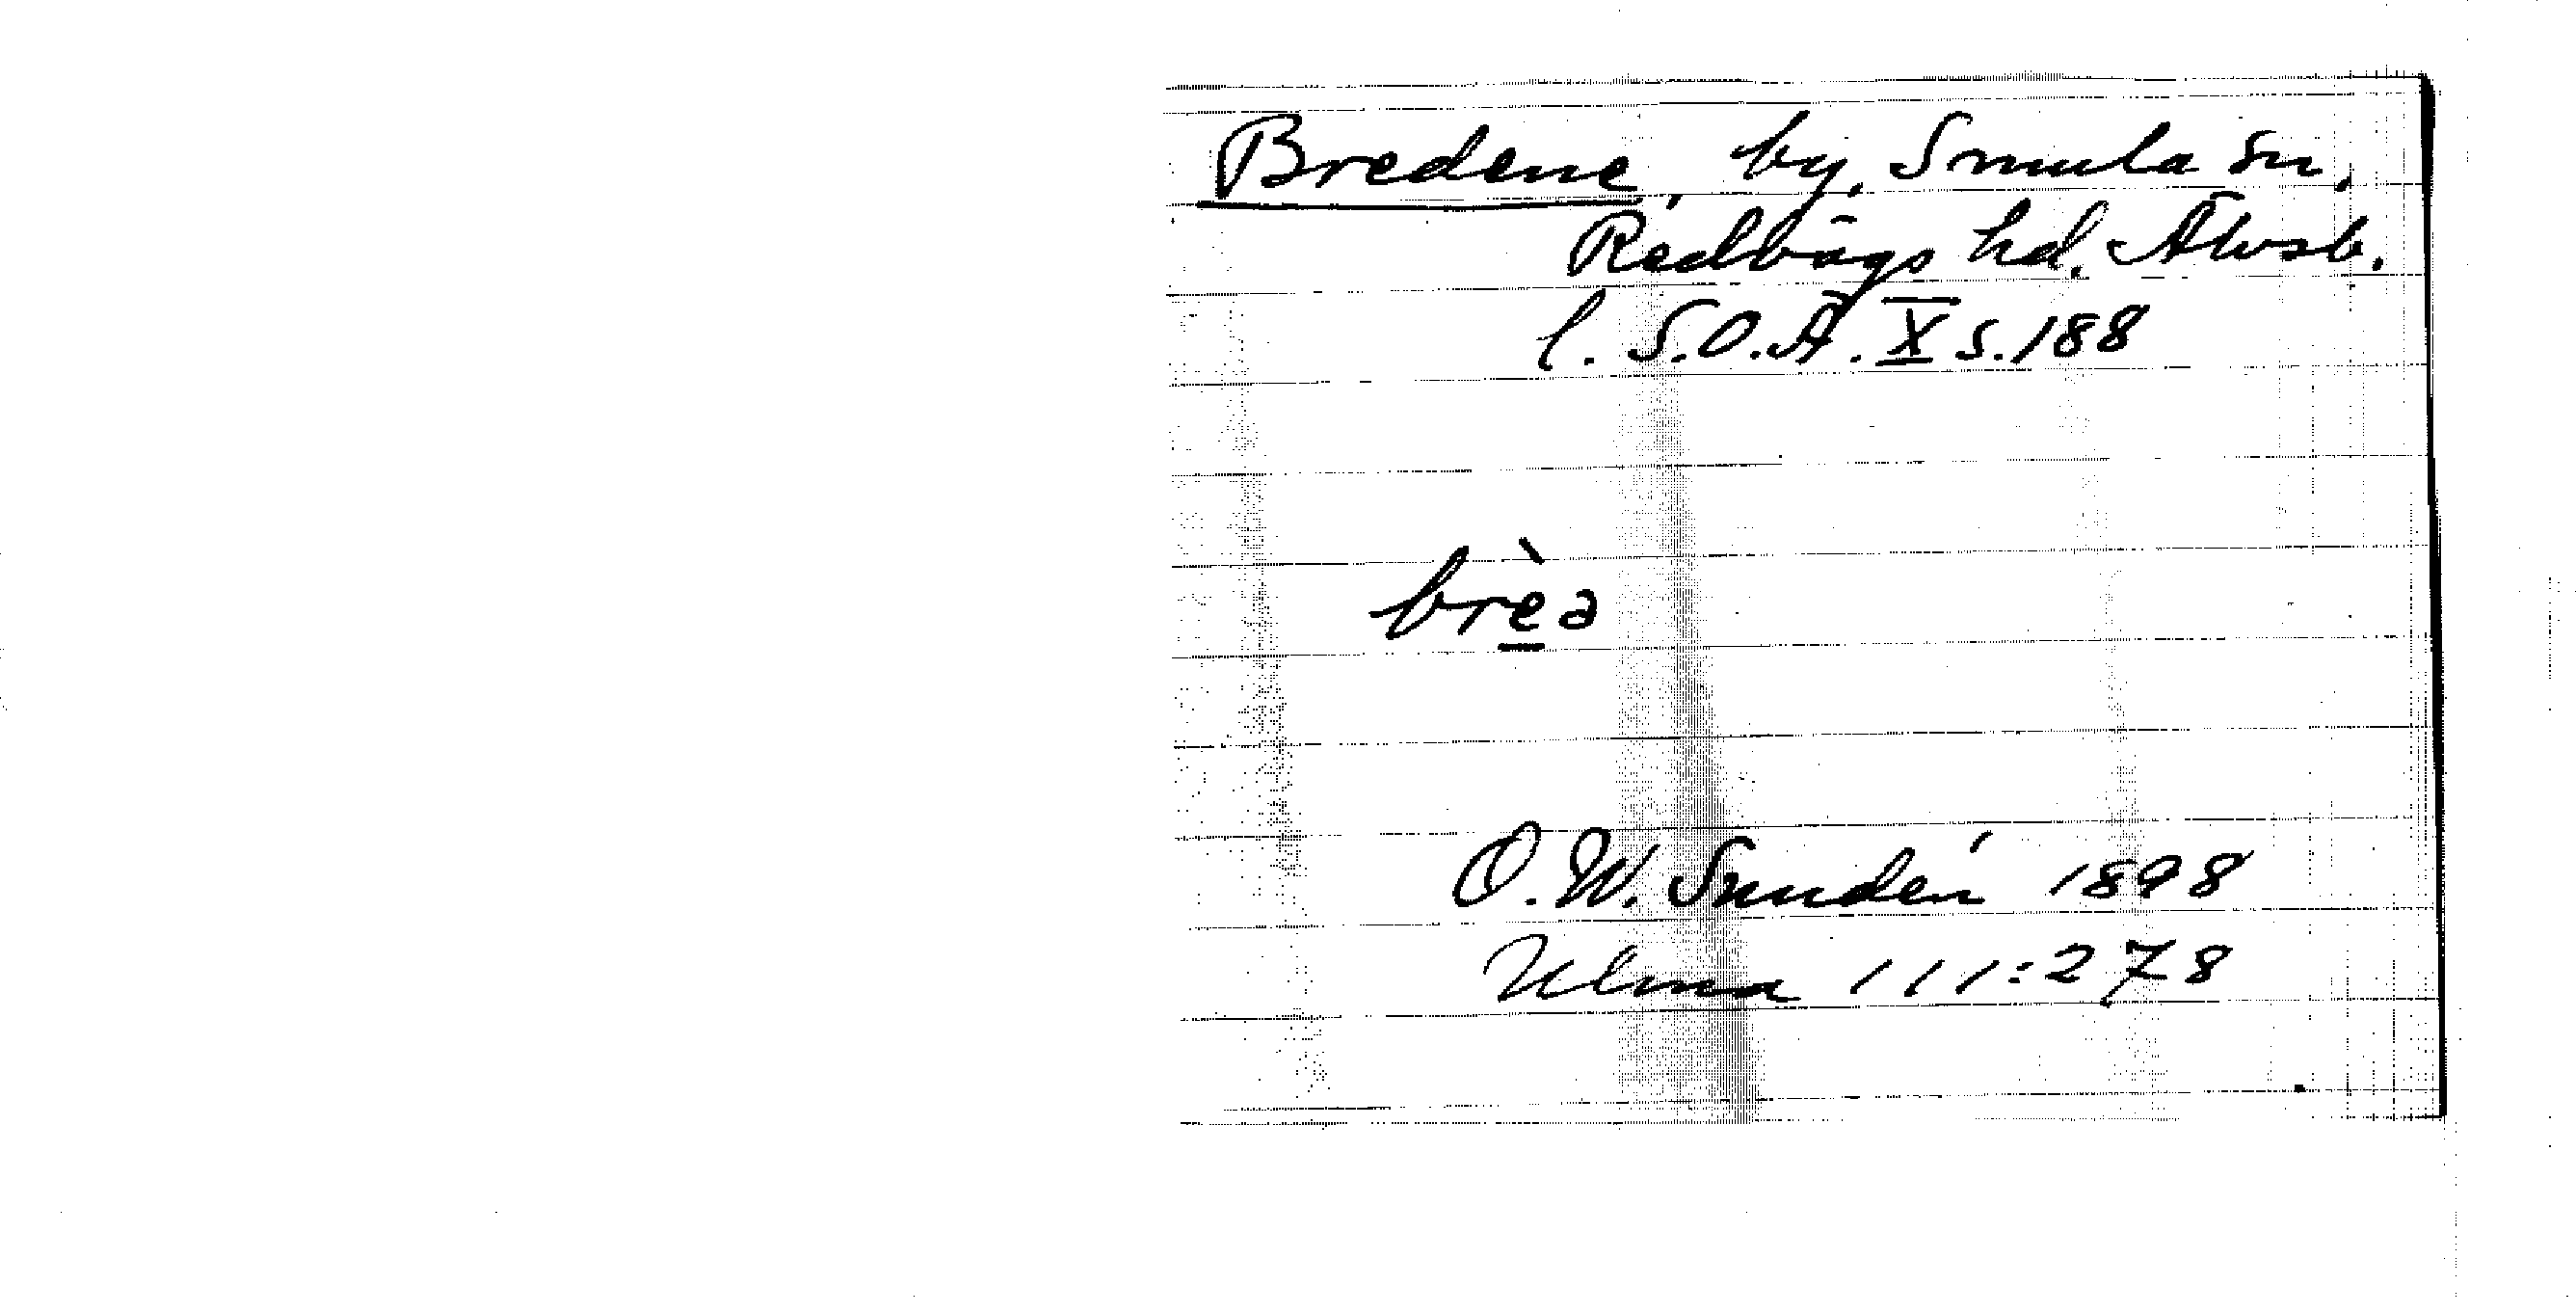 Bredene, by, Smula sn,
Redvägs hd. Älvsb.
l. S.O.Ä. X s. 188
brèə
O. W. Sundén 1898
Ulma 111:278